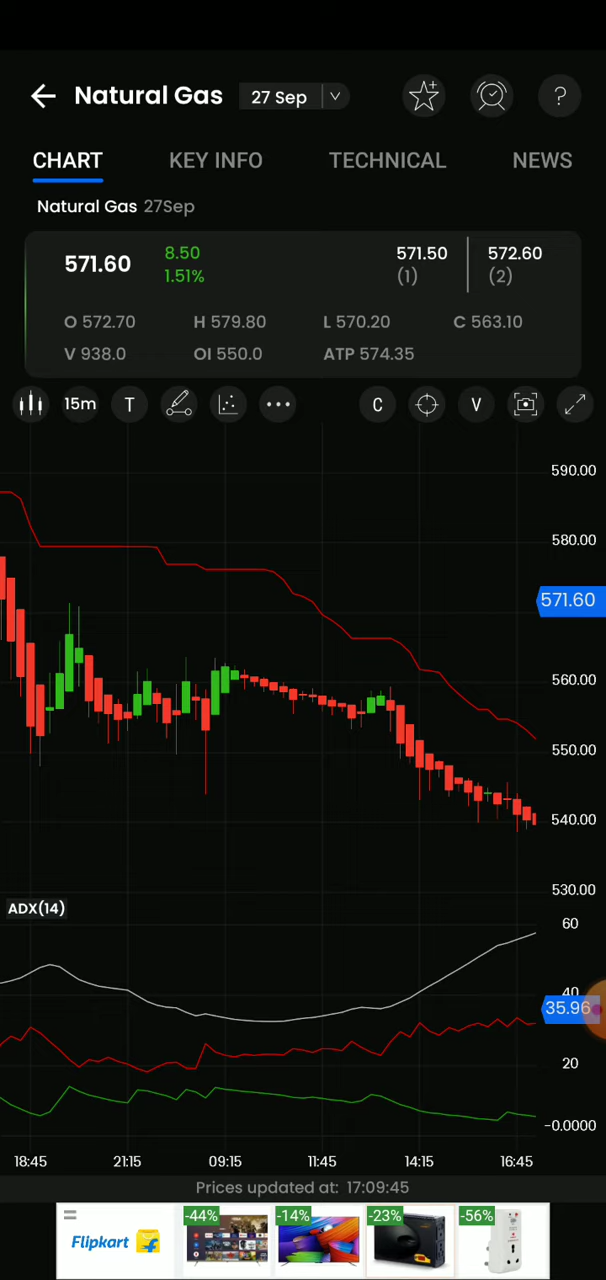 Natural Gas 27 Sep ?
CHART KEY INFO TECHNICAL NEWS
Natural Gas 27Sep
571.60 8.50 571.50 572.60
1.51% (1) (2)
O 572.70 H 579.80 L 570.20 C 563.10
V 938.0 OI 550.0 ATP 574.35
15m T C V
590.00
580.00
571.60
560.00
550.00
540.00
530.00
ADX(14)
60
40
35.96
20
-0.0000
18:45 21:15 09:15 11:45 14:15 16:45
Prices updated at: 17:09:45
Flipkart -44% -14% -23% -56%